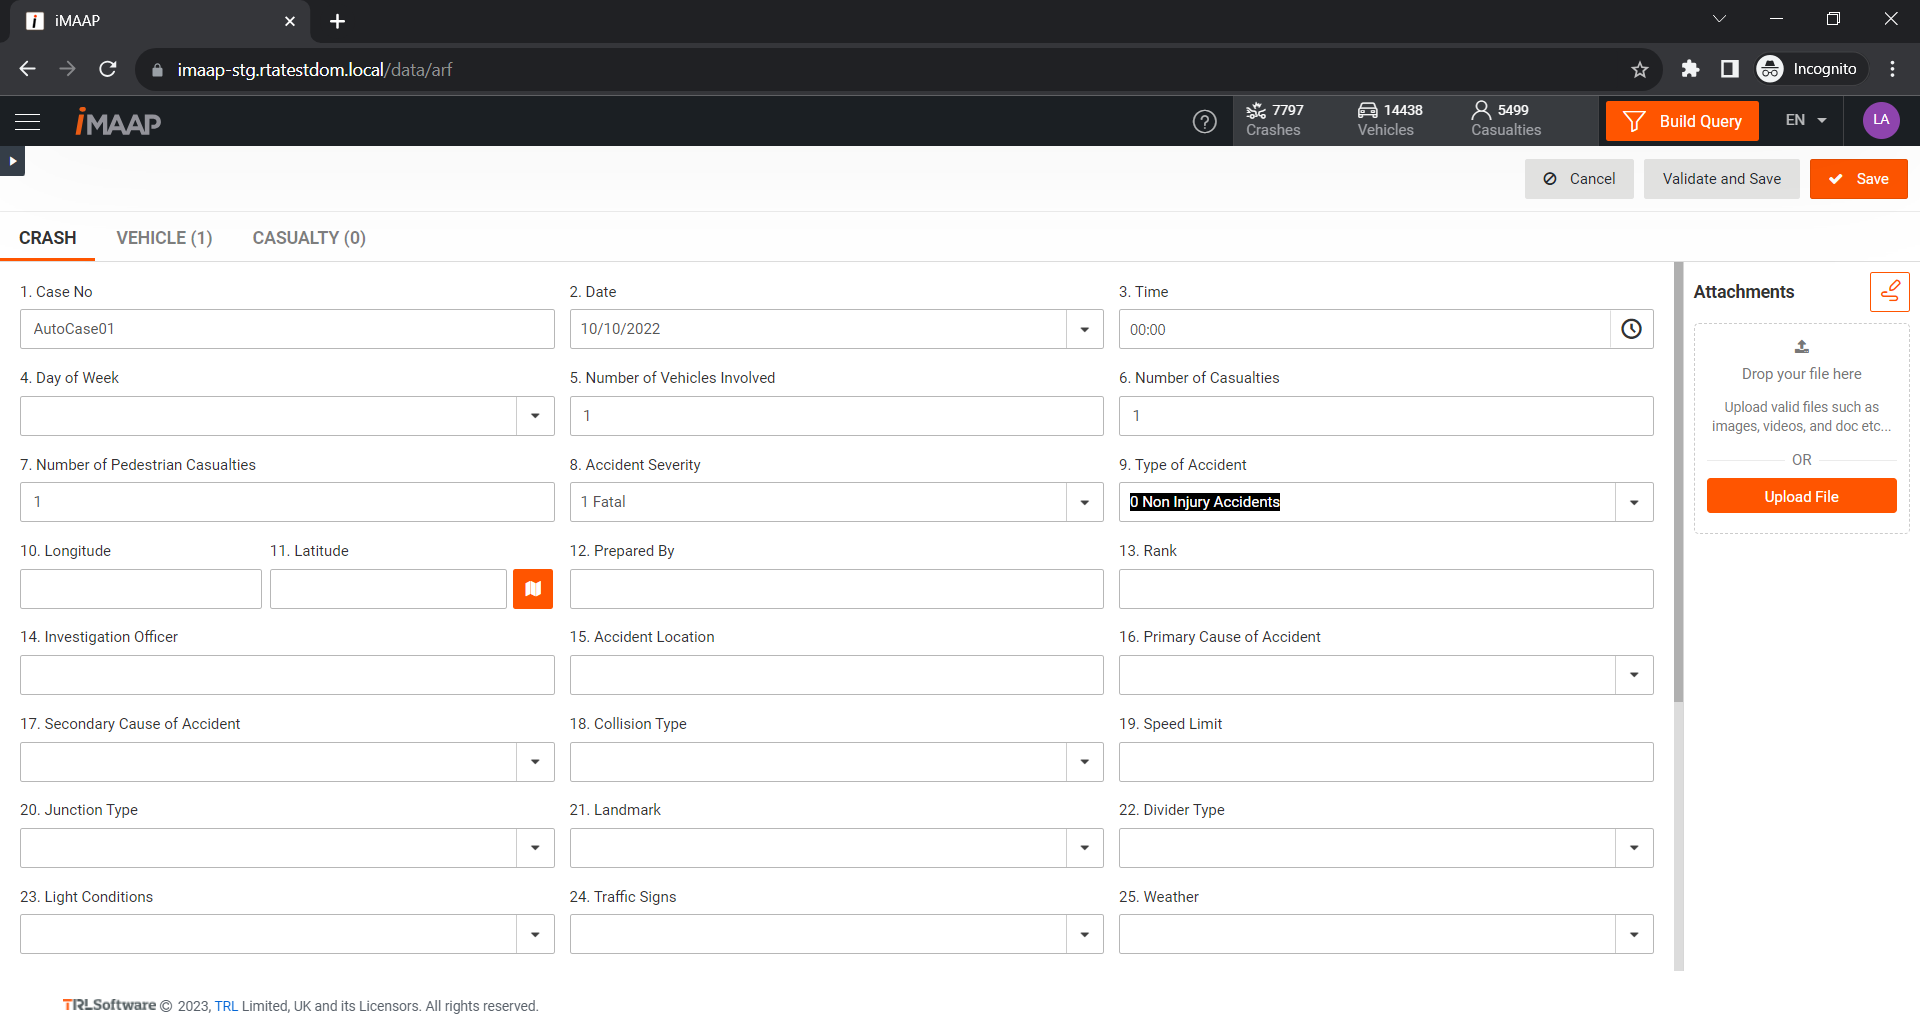 iMAAP
imaap-stg.rtatestdom.local/data/arf
Incognito
iMAAP
7797
Crashes
14438
Vehicles
5499
Casualties
Build Query
EN
LA
Cancel
Validate and Save
Save
CRASH
VEHICLE (1)
CASUALTY (0)
1. Case No
2. Date
3. Time
AutoCase01
10/10/2022
00:00
4. Day of Week
5. Number of Vehicles Involved
6. Number of Casualties
1
1
7. Number of Pedestrian Casualties
8. Accident Severity
9. Type of Accident
1
1 Fatal
0 Non Injury Accidents
10. Longitude
11. Latitude
12. Prepared By
13. Rank
14. Investigation Officer
15. Accident Location
16. Primary Cause of Accident
17. Secondary Cause of Accident
18. Collision Type
19. Speed Limit
20. Junction Type
21. Landmark
22. Divider Type
23. Light Conditions
24. Traffic Signs
25. Weather
Attachments
Drop your file here
Upload valid files such as
images, videos, and doc etc...
OR
Upload File
TRLSoftware © 2023, TRL Limited, UK and its Licensors. All rights reserved.